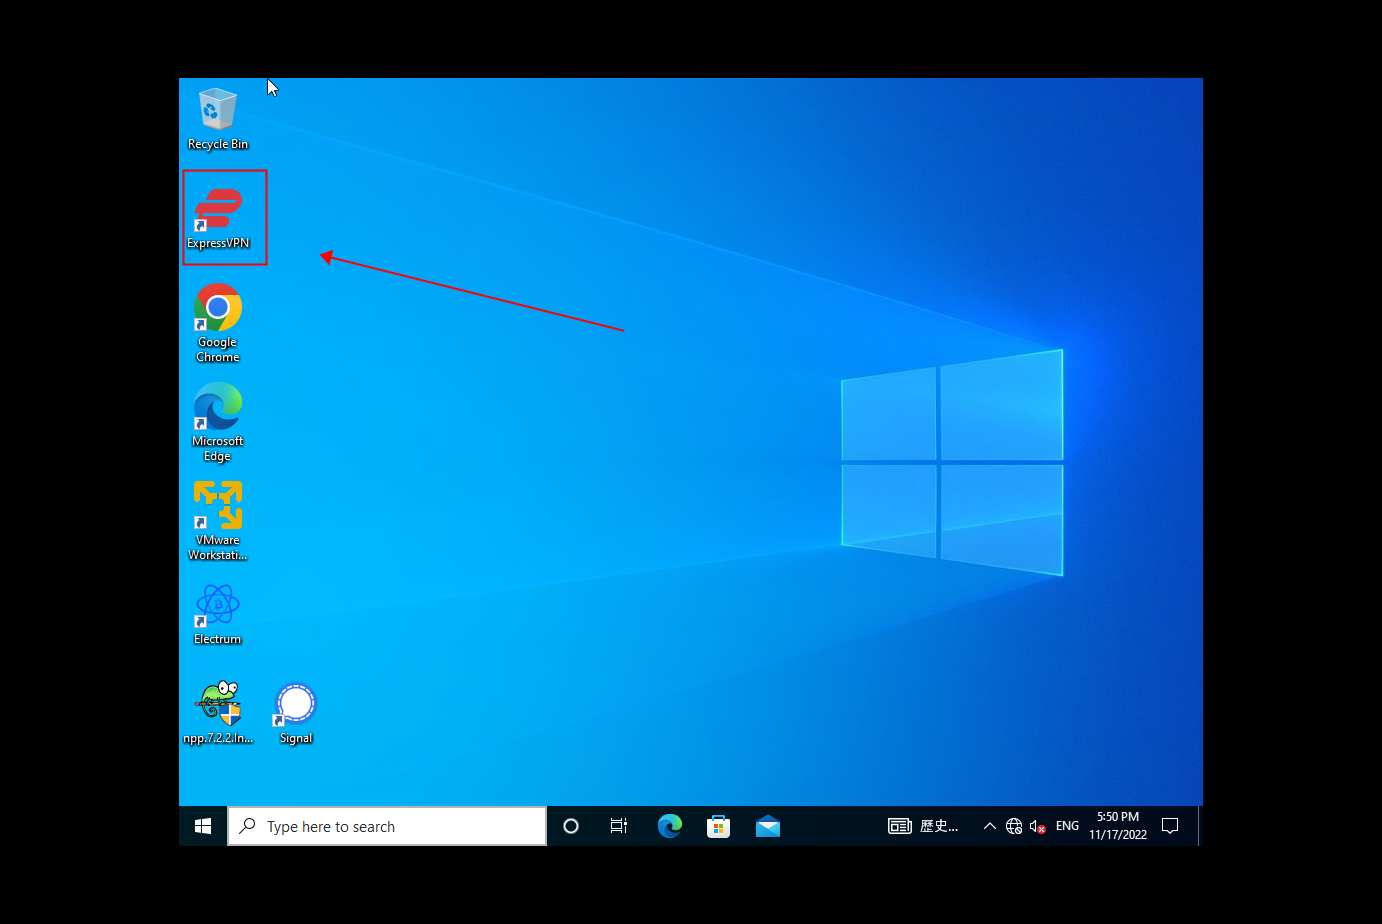 Recycle Bin
ExpressVPN
Google
Chrome
Microsoft
Edge
VMware
Workstati...
Electrum
npp.7.2.2.In...
Signal
Type here to search
歷史...
ENG
5:50 PM
11/17/2022